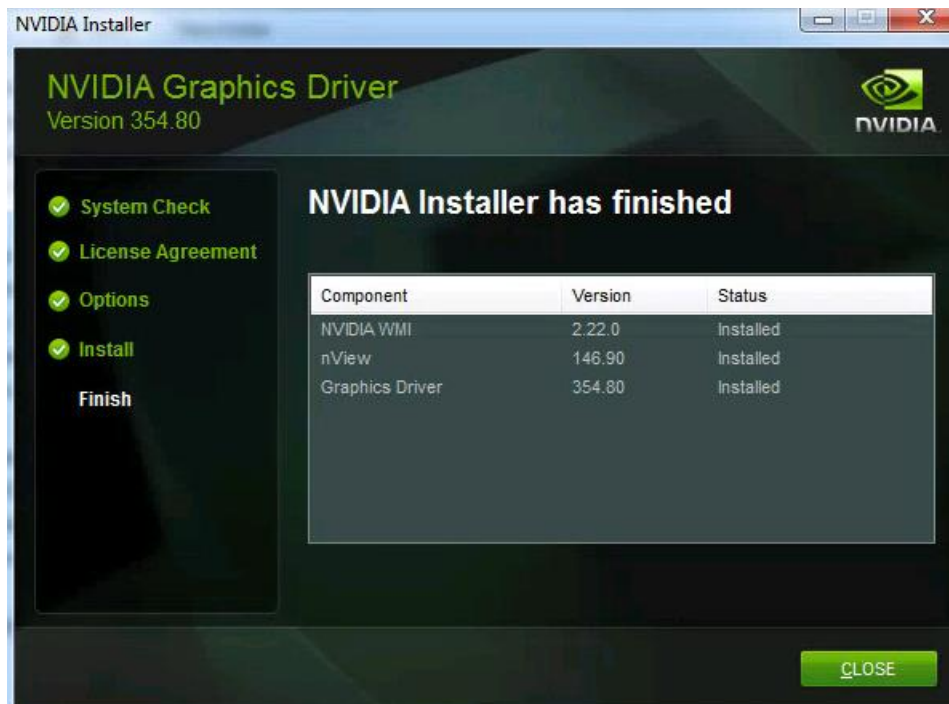 NVIDIA Installer
NVIDIA Graphics Driver
Version 354.80
NVIDIA
System Check
License Agreement
Options
Install
Finish
NVIDIA Installer has finished
Component Version Status
NVIDIA WMI 2.22.0 Installed
nView 146.90 Installed
Graphics Driver 354.80 Installed
CLOSE